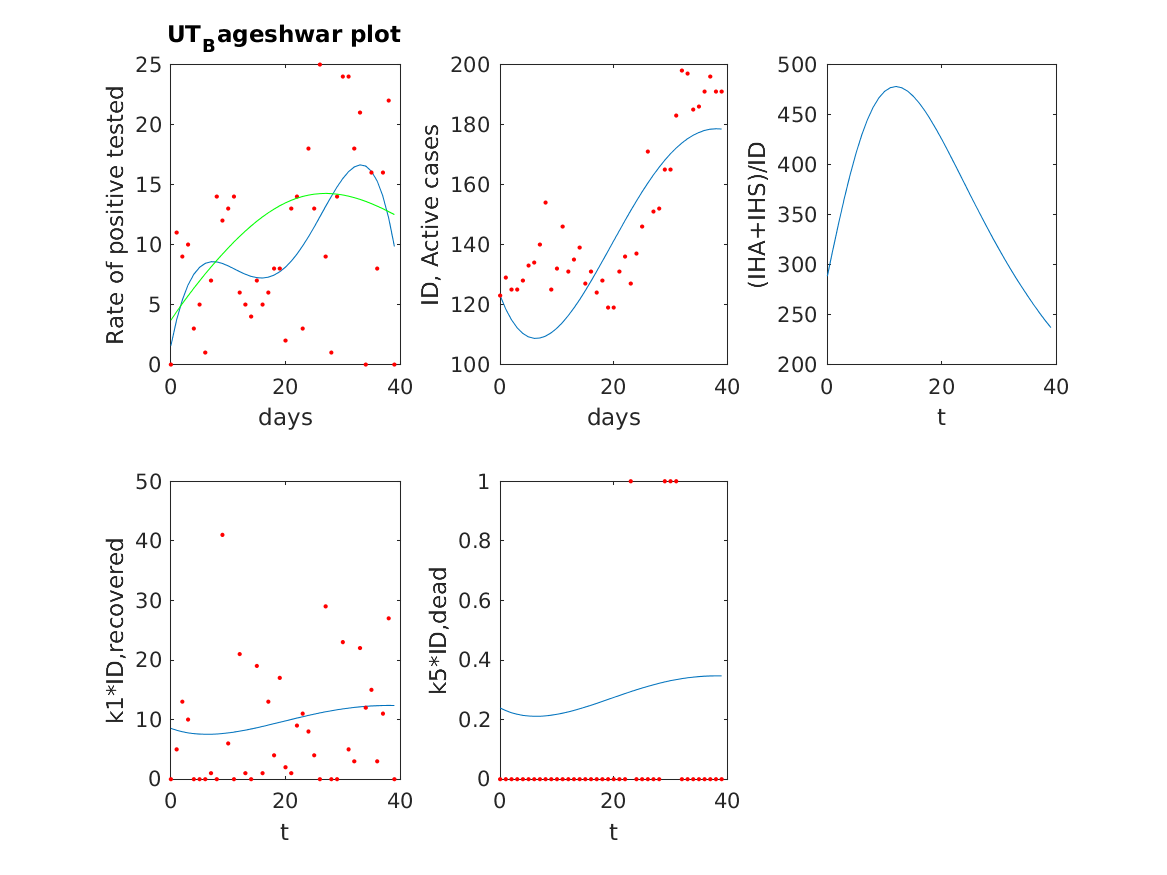 UT_Bageshwar plot
25
20
15
10
5
0
0 20 40
Rate of positive tested
days
200
180
160
140
120
100
0 20 40
ID, Active cases
days
500
450
400
350
300
250
200
0 20 40
(IHA+IHS)/ID
t
50
40
30
20
10
0
0 20 40
k1*ID,recovered
t
1
0.8
0.6
0.4
0.2
0
0 20 40
k5*ID,dead
t